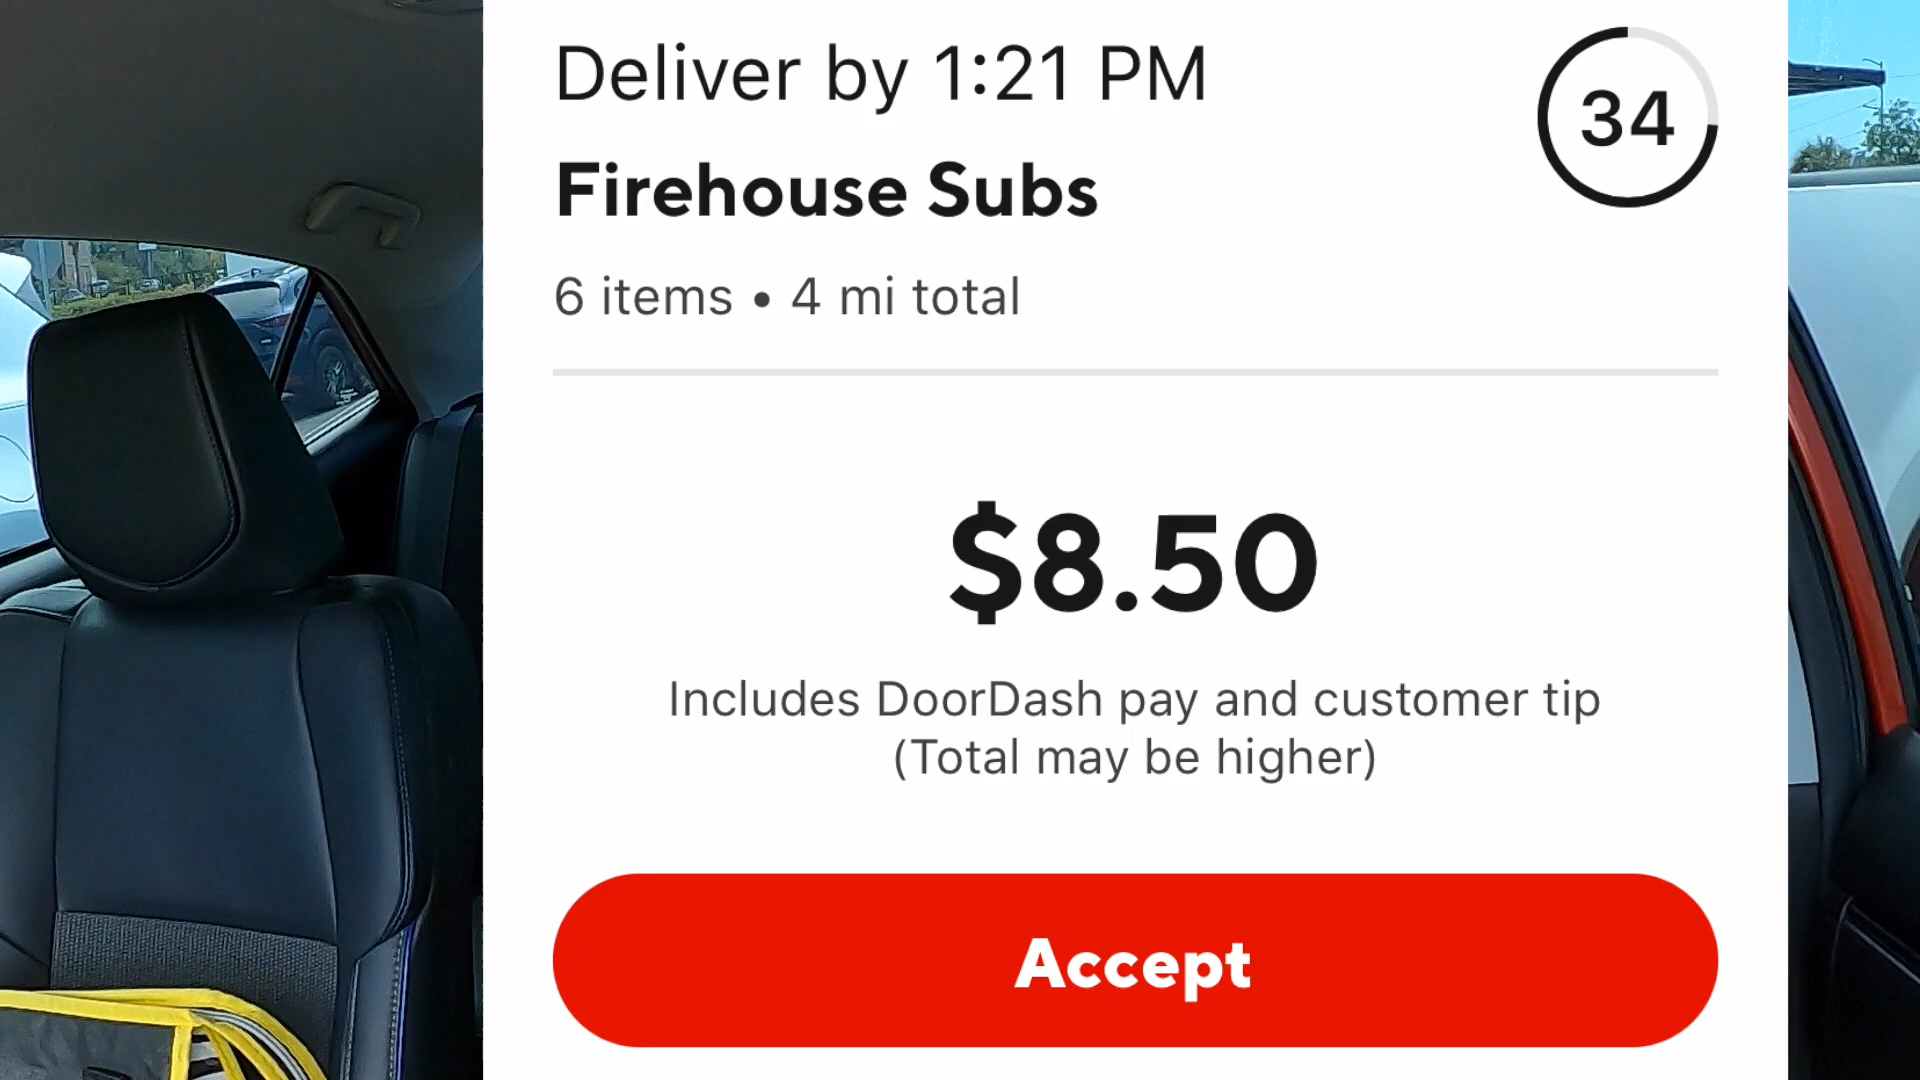 Deliver by 1:21 PM
34
Firehouse Subs
6 items • 4 mi total
$8.50
Includes DoorDash pay and customer tip
(Total may be higher)
Accept